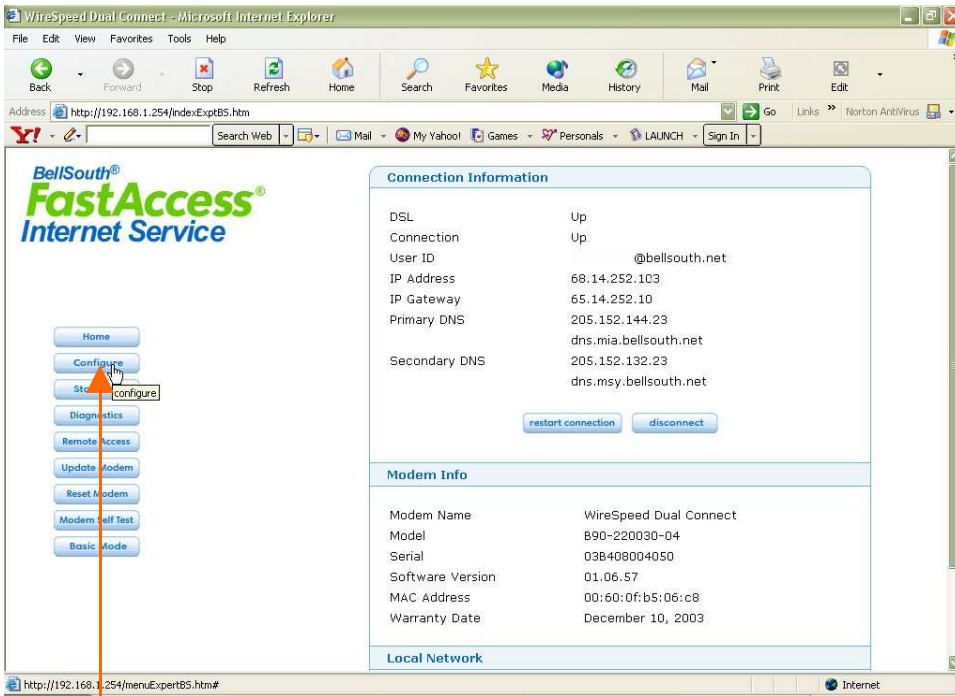 WireSpeed Dual Connect - Microsoft Internet Explorer
File Edit View Favorites Tools Help
Back Forward Stop Refresh Home Search Favorites Media History Mail Print Edit
Address http://192.168.1.254/indexExptBS.htm Go Links » Norton AntiVirus
Y! Search Web Mail My Yahoo! Games Personals LAUNCH Sign In
BellSouth®
FastAccess®
Internet Service
Home
Configure
configure
Diagnostics
Remote Access
Update Modem
Reset Modem
Modem Self Test
Basic Mode
Connection Information
DSL Up
Connection Up
User ID @bellsouth.net
IP Address 68.14.252.103
IP Gateway 65.14.252.10
Primary DNS 205.152.144.23
dns.mia.bellsouth.net
Secondary DNS 205.152.132.23
dns.msy.bellsouth.net
restart connection disconnect
Modem Info
Modem Name WireSpeed Dual Connect
Model B90-220030-04
Serial 03B408004050
Software Version 01.06.57
MAC Address 00:60:0f:b5:06:c8
Warranty Date December 10, 2003
Local Network
http://192.168.1.254/menuExpertBS.htm# Internet